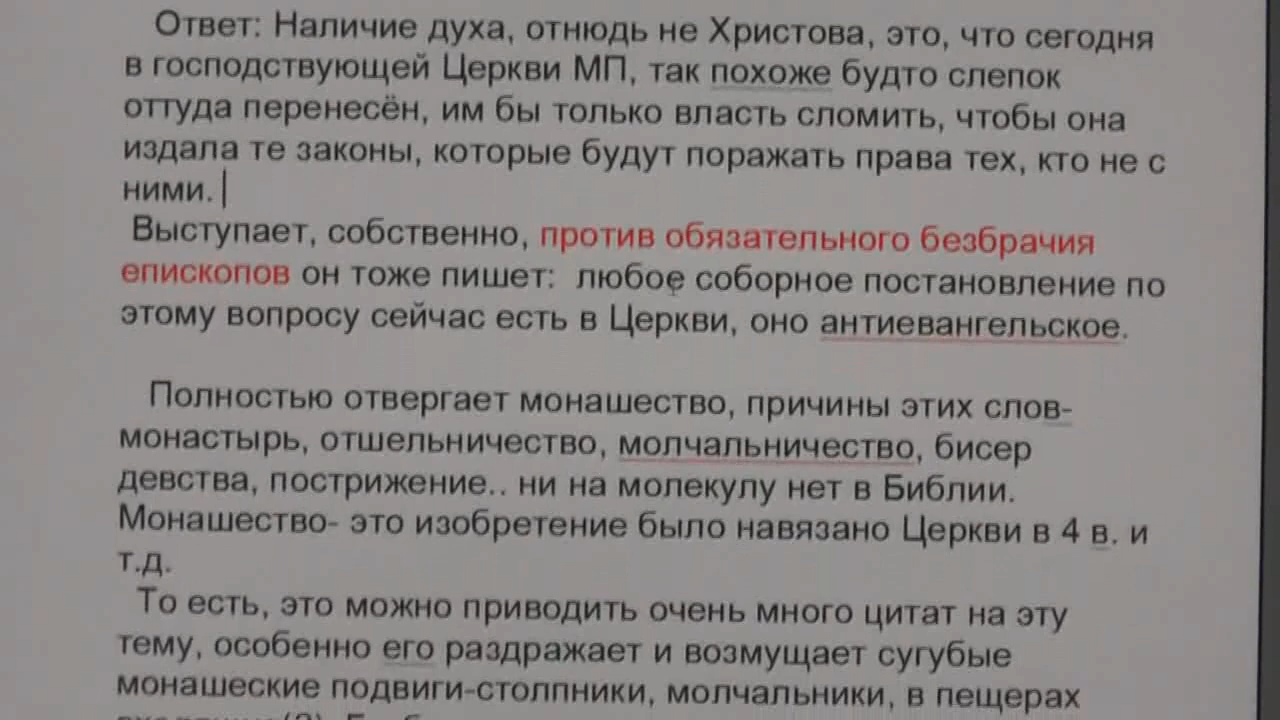 Ответ: Наличие духа, отнюдь не Христова, это, что сегодня
в господствующей Церкви МП, так похоже будто слепок
оттуда перенесён, им бы только власть сломить, чтобы она
издала те законы, которые будут поражать права тех, кто не с
ними.
Выступает, собственно, против обязательного безбрачия
епископов он тоже пишет: любое соборное постановление по
этому вопросу сейчас есть в Церкви, оно антиевангельское.
Полностью отвергает монашество, причины этих слов-
монастырь, отшельничество, молчальничество, бисер
девства, пострижение.. ни на молекулу нет в Библии.
Монашество- это изобретение было навязано Церкви в 4 в. и
т.д.
То есть, это можно приводить очень много цитат на эту
тему, особенно его раздражает и возмущает сугубые
монашеские подвиги-столпники, молчальники, в пещерах